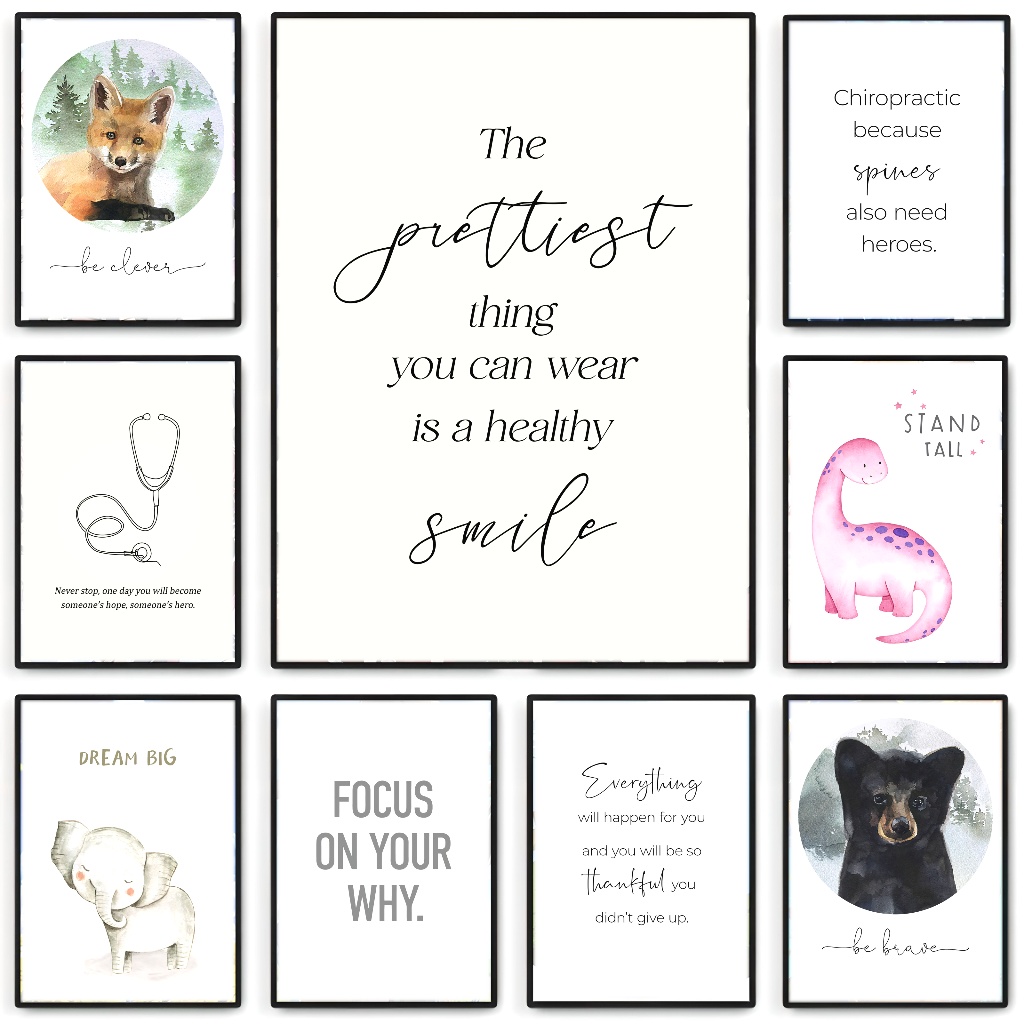 be clever
The
prettiest
thing
you can wear
is a healthy
smile
Chiropractic
because
spines
also need
heroes.
Never stop, one day you will become
someone's hope, someone's hero.
STAND
TALL
DREAM BIG
FOCUS
ON YOUR
WHY.
Everything
will happen for you
and you will be so
thankful you
didn't give up.
be brave